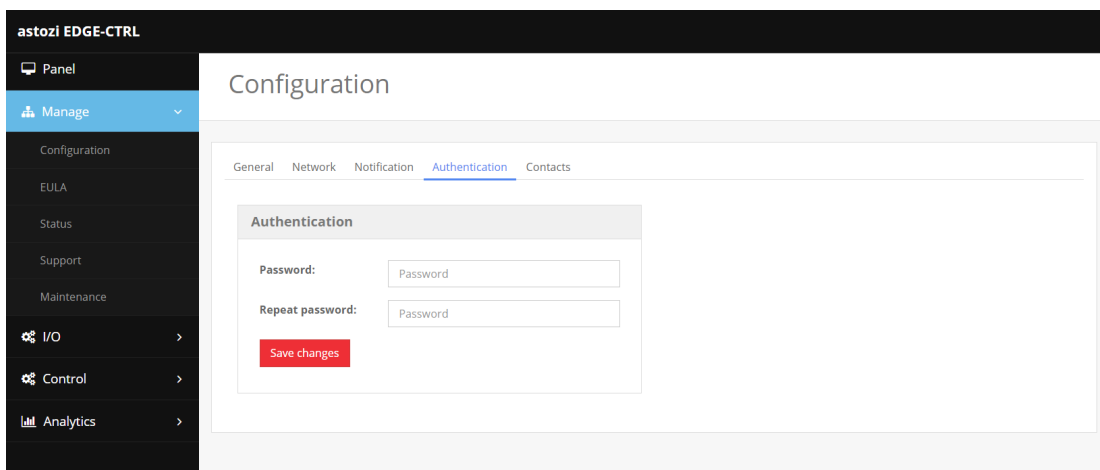 astozi EDGE-CTRL
Panel
Manage
Configuration
EULA
Status
Support
Maintenance
I/O
Control
Analytics
Configuration
General Network Notification Authentication Contacts
Authentication
Password: Password
Repeat password: Password
Save changes